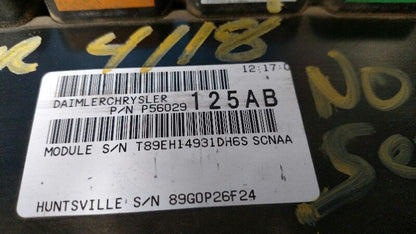 4118
12:17:0
DAIMLERCHRYSLER
P/N P56029 125AB
MODULE S/N T89EH14931DH6S SCNAA
HUNTSVILLE S/N 89G0P26F24
NO